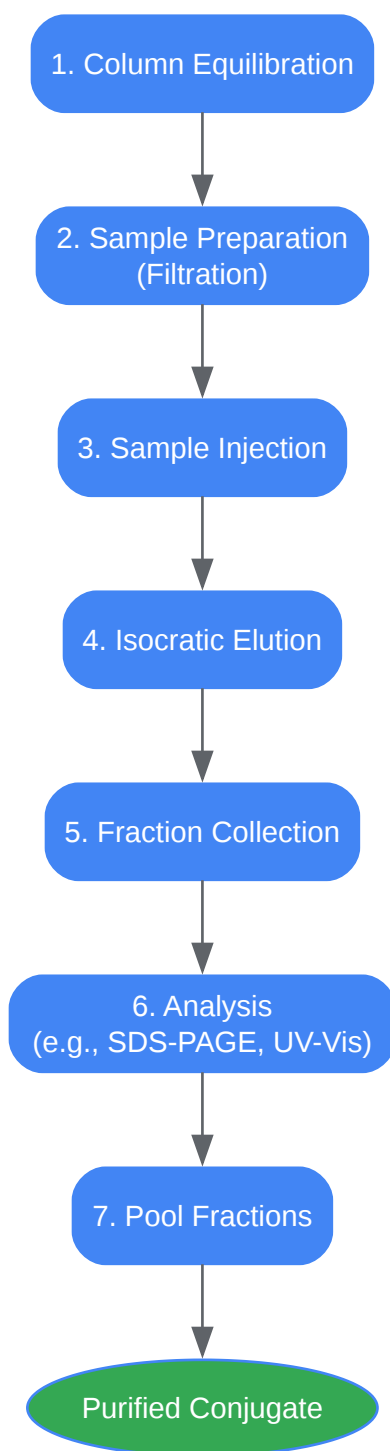 1. Column Equilibration
2. Sample Preparation
(Filtration)
3. Sample Injection
4. Isocratic Elution
5. Fraction Collection
6. Analysis
(e.g., SDS-PAGE, UV-Vis)
7. Pool Fractions
Purified Conjugate